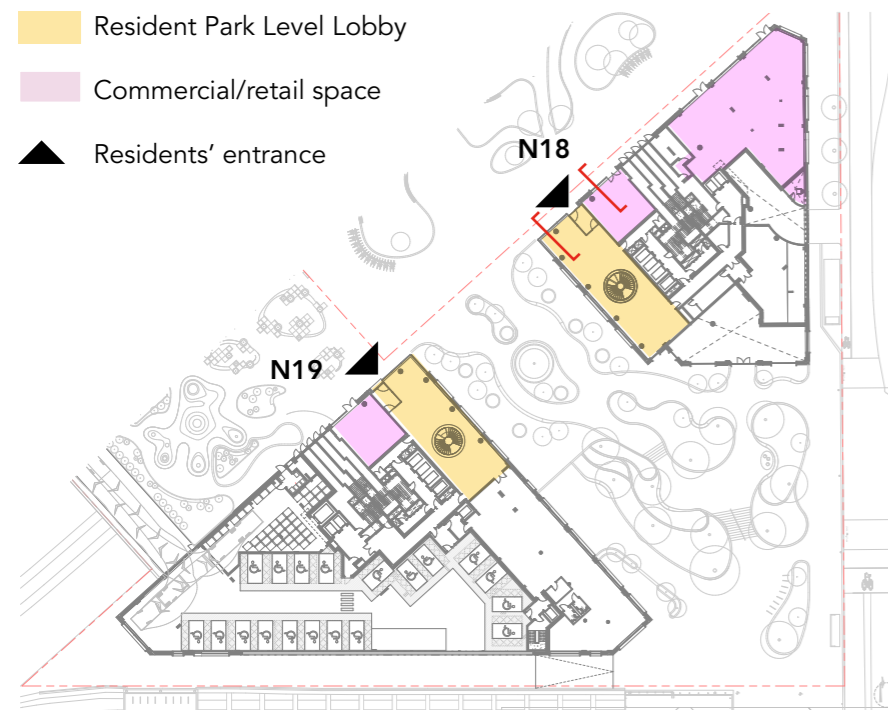 Resident Park Level Lobby
Commercial/retail space
Residents' entrance
N18
N19